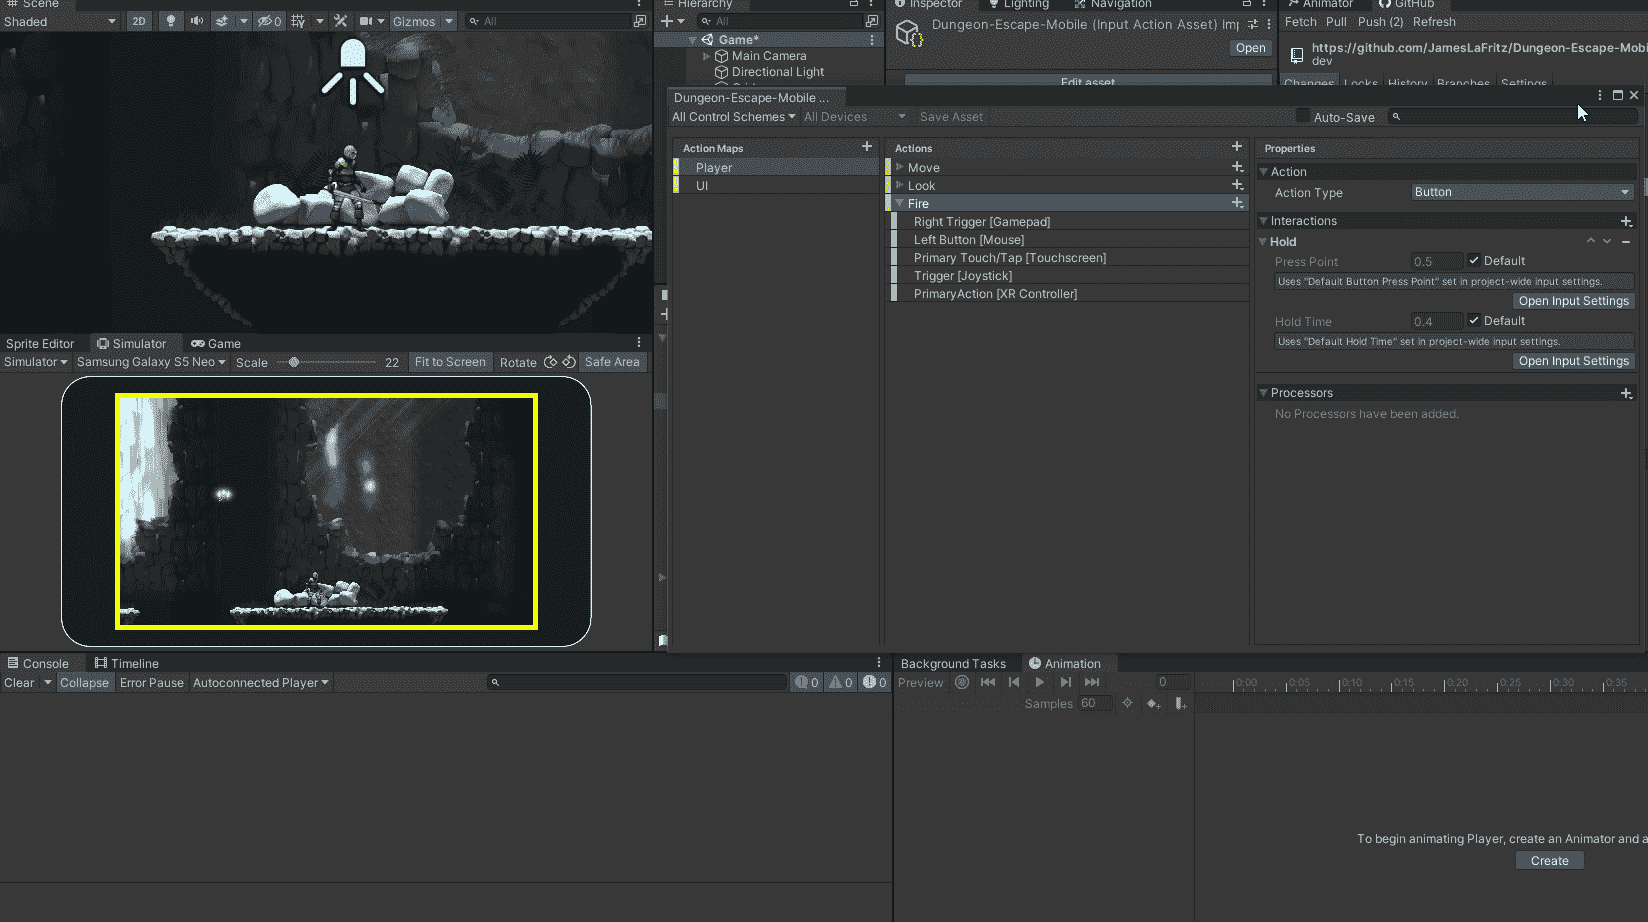 Scene
Shaded
2D
0
Gizmos
All
Hierarchy
All
Game*
Main Camera
Directional Light
Inspector
Lighting
Navigation
Dungeon-Escape-Mobile (Input Action Asset) Imp
Open
Edit asset
Animator
GitHub
Fetch Pull Push (2) Refresh
https://github.com/JamesLaFritz/Dungeon-Escape-Mobi
dev
Changes Locks History Branches Settings
Dungeon-Escape-Mobile ...
All Control Schemes
All Devices
Save Asset
Auto-Save
Action Maps
Player
UI
Actions
Move
Look
Fire
Right Trigger [Gamepad]
Left Button [Mouse]
Primary Touch/Tap [Touchscreen]
Trigger [Joystick]
PrimaryAction [XR Controller]
Properties
Action
Action Type
Button
Interactions
Hold
Press Point
0.5
Default
Uses "Default Button Press Point" set in project-wide input settings.
Open Input Settings
Hold Time
0.4
Default
Uses "Default Hold Time" set in project-wide input settings.
Open Input Settings
Processors
No Processors have been added.
Sprite Editor
Simulator
Game
Simulator
Samsung Galaxy S5 Neo
Scale
22
Fit to Screen
Rotate
Safe Area
Console
Timeline
Clear
Collapse
Error Pause
Autoconnected Player
0
0
0
Background Tasks
Animation
Preview
0
Samples
60
0:00
0:05
0:10
0:15
0:20
0:25
0:30
0:35
To begin animating Player, create an Animator and a
Create